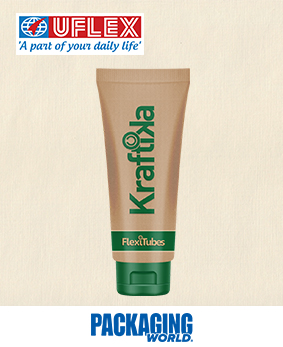 UFLEX
'A part of your daily life'
Kraftika
FlexiTubes
PACKAGING
WORLD.